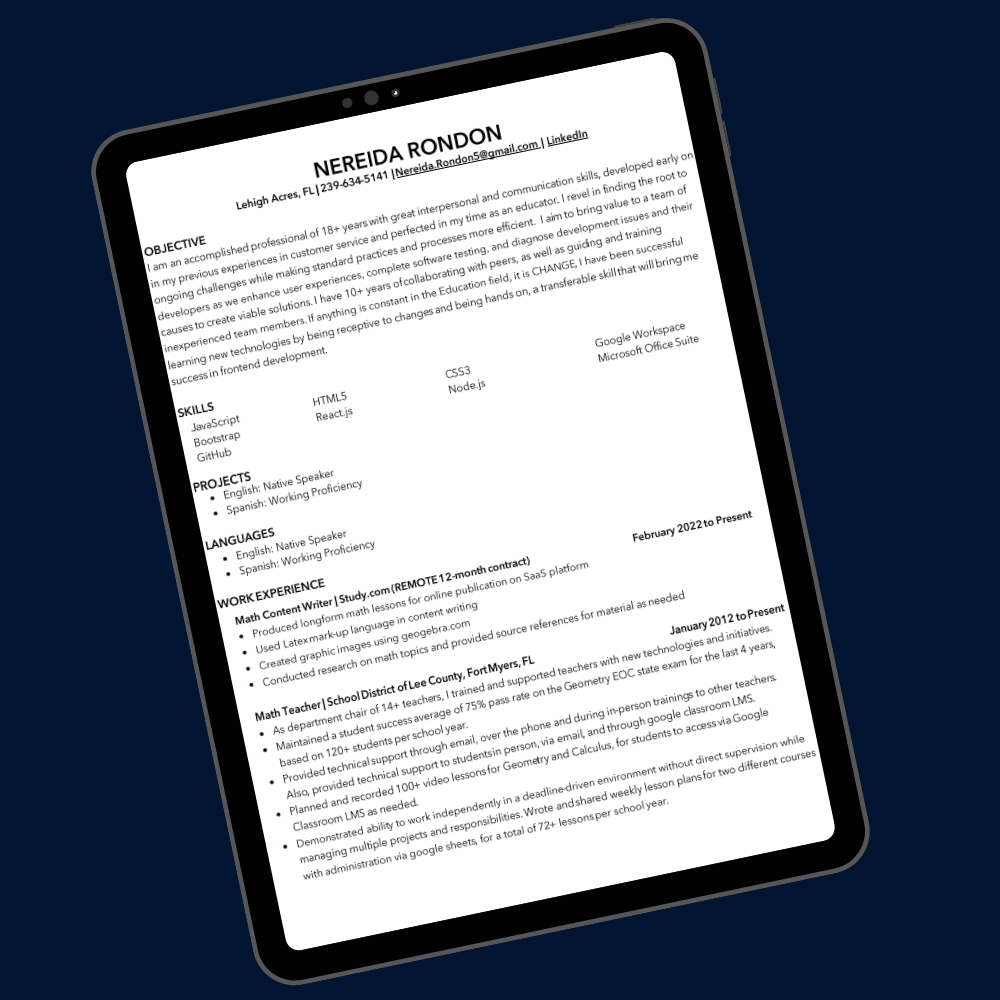 NEREIDA RONDON
Lehigh Acres, FL | 239-634-5141 | Nereida.Rondon5@gmail.com | LinkedIn
OBJECTIVE
I am an accomplished professional of 18+ years with great interpersonal and communication skills, developed early on
in my previous experiences in customer service and perfected in my time as an educator. I revel in finding the root to
ongoing challenges while making standard practices and processes more efficient. I aim to bring value to a team of
developers as we enhance user experiences, complete software testing, and diagnose development issues and their
causes to create viable solutions. I have 10+ years of collaborating with peers, as well as guiding and training
inexperienced team members. If anything is constant in the Education field, it is CHANGE, I have been successful
learning new technologies by being receptive to changes and being hands on, a transferable skill that will bring me
success in frontend development.
SKILLS
JavaScript HTML5 CSS3 Google Workspace
Bootstrap React.js Node.js Microsoft Office Suite
GitHub
PROJECTS
• English: Native Speaker
• Spanish: Working Proficiency
LANGUAGES
• English: Native Speaker
• Spanish: Working Proficiency
WORK EXPERIENCE
Math Content Writer | Study.com (REMOTE 12-month contract) February 2022 to Present
• Produced longform math lessons for online publication on SaaS platform
• Used Latex mark-up language in content writing
• Created graphic images using geogebra.com
• Conducted research on math topics and provided source references for material as needed
Math Teacher | School District of Lee County, Fort Myers, FL January 2012 to Present
• As department chair of 14+ teachers, I trained and supported teachers with new technologies and initiatives.
• Maintained a student success average of 75% pass rate on the Geometry EOC state exam for the last 4 years,
based on 120+ students per school year.
• Provided technical support through email, over the phone and during in-person trainings to other teachers.
Also, provided technical support to students in person, via email, and through google classroom LMS.
• Planned and recorded 100+ video lessons for Geometry and Calculus, for students to access via Google
Classroom LMS as needed.
• Demonstrated ability to work independently in a deadline-driven environment without direct supervision while
managing multiple projects and responsibilities. Wrote and shared weekly lesson plans for two different courses
with administration via google sheets, for a total of 72+ lessons per school year.